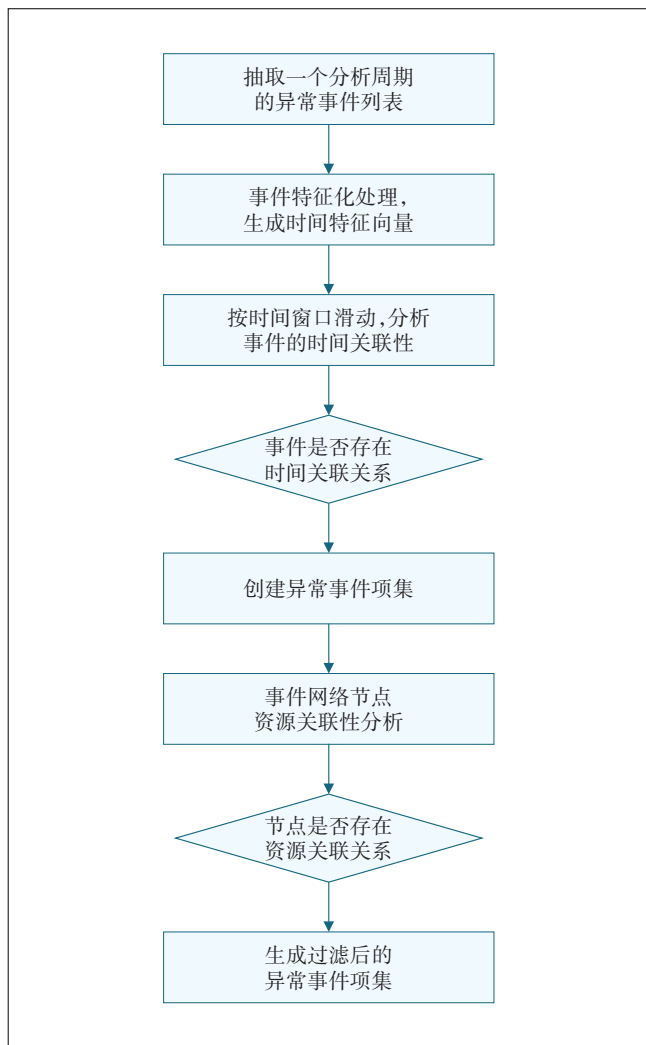 抽取一个分析周期
的异常事件列表
事件特征化处理，
生成时间特征向量
按时间窗口滑动，分析
事件的时间关联性
事件是否存在
时间关联关系
创建异常事件项集
事件网络节点
资源关联性分析
节点是否存在
资源关联关系
生成过滤后的
异常事件项集